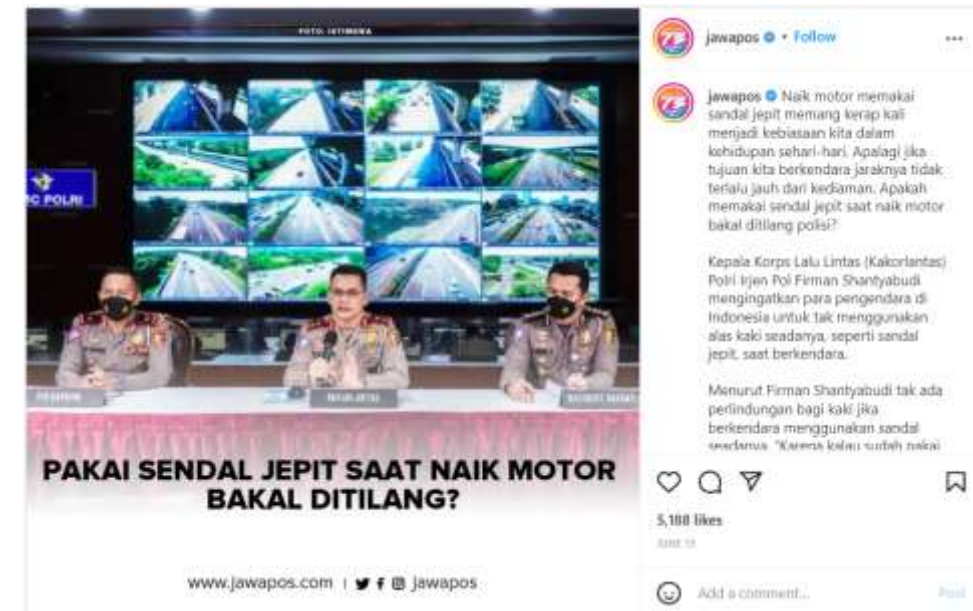 FOTO: ISTIMEWA
C POLRI
PAKAI SENDAL JEPIT SAAT NAIK MOTOR
BAKAL DITILANG?
www.jawapos.com | jawapos
jawapos • Follow
jawapos Naik motor memakai
sandal jepit memang kerap kali
menjadi kebiasaan kita dalam
kehidupan sehari-hari. Apalagi jika
tujuan kita berkendara jaraknya tidak
terlalu jauh dari kediaman. Apakah
memakai sendal jepit saat naik motor
bakal ditilang polisi?
Kepala Korps Lalu Lintas (Kakorlantas)
Polri Irjen Pol Firman Shantyabudi
mengingatkan para pengendara di
Indonesia untuk tak menggunakan
alas kaki seadanya, seperti sandal
jepit, saat berkendara.
Menurut Firman Shantyabudi tak ada
perlindungan bagi kaki jika
berkendara menggunakan sandal
seadanya. "Karena kalau sudah pakai
5,188 likes
Add a comment...
Post